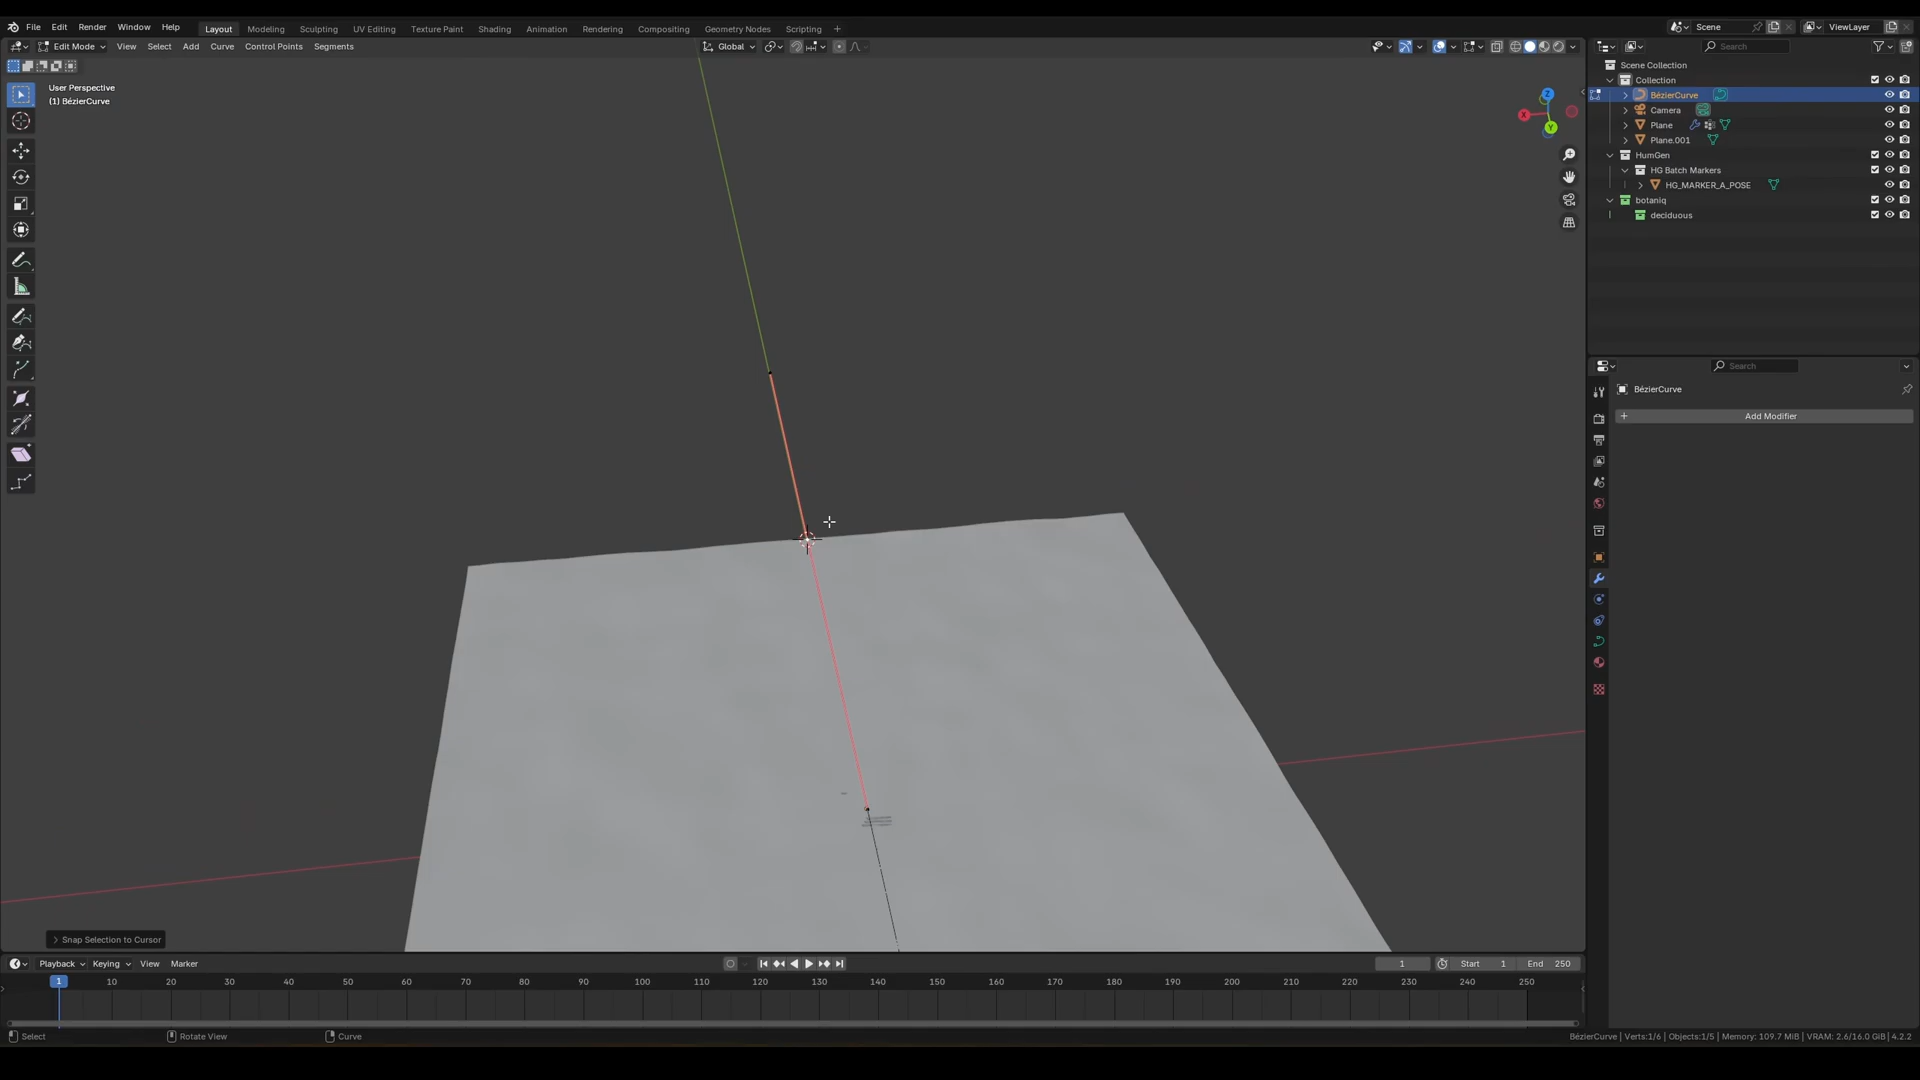 File Edit Render Window Help Layout Modeling Sculpting UV Editing Texture Paint Shading Animation Rendering Compositing Geometry Nodes Scripting + Scene ViewLayer
Edit Mode View Select Add Curve Control Points Segments Global Search
User Perspective
(1) BézierCurve
Scene Collection
Collection
BézierCurve
Camera
Plane
Plane.001
HumGen
HG Batch Markers
HG_MARKER_A_POSE
botaniq
deciduous
Z
X
Y
Search
BézierCurve
+ Add Modifier
Snap Selection to Cursor
Playback Keying View Marker 1 Start 1 End 250
1 10 20 30 40 50 60 70 80 90 100 110 120 130 140 150 160 170 180 190 200 210 220 230 240 250
Select Rotate View Curve BézierCurve | Verts:1/6 | Objects:1/5 | Memory: 109.7 MiB | VRAM: 2.6/16.0 GiB | 4.2.2